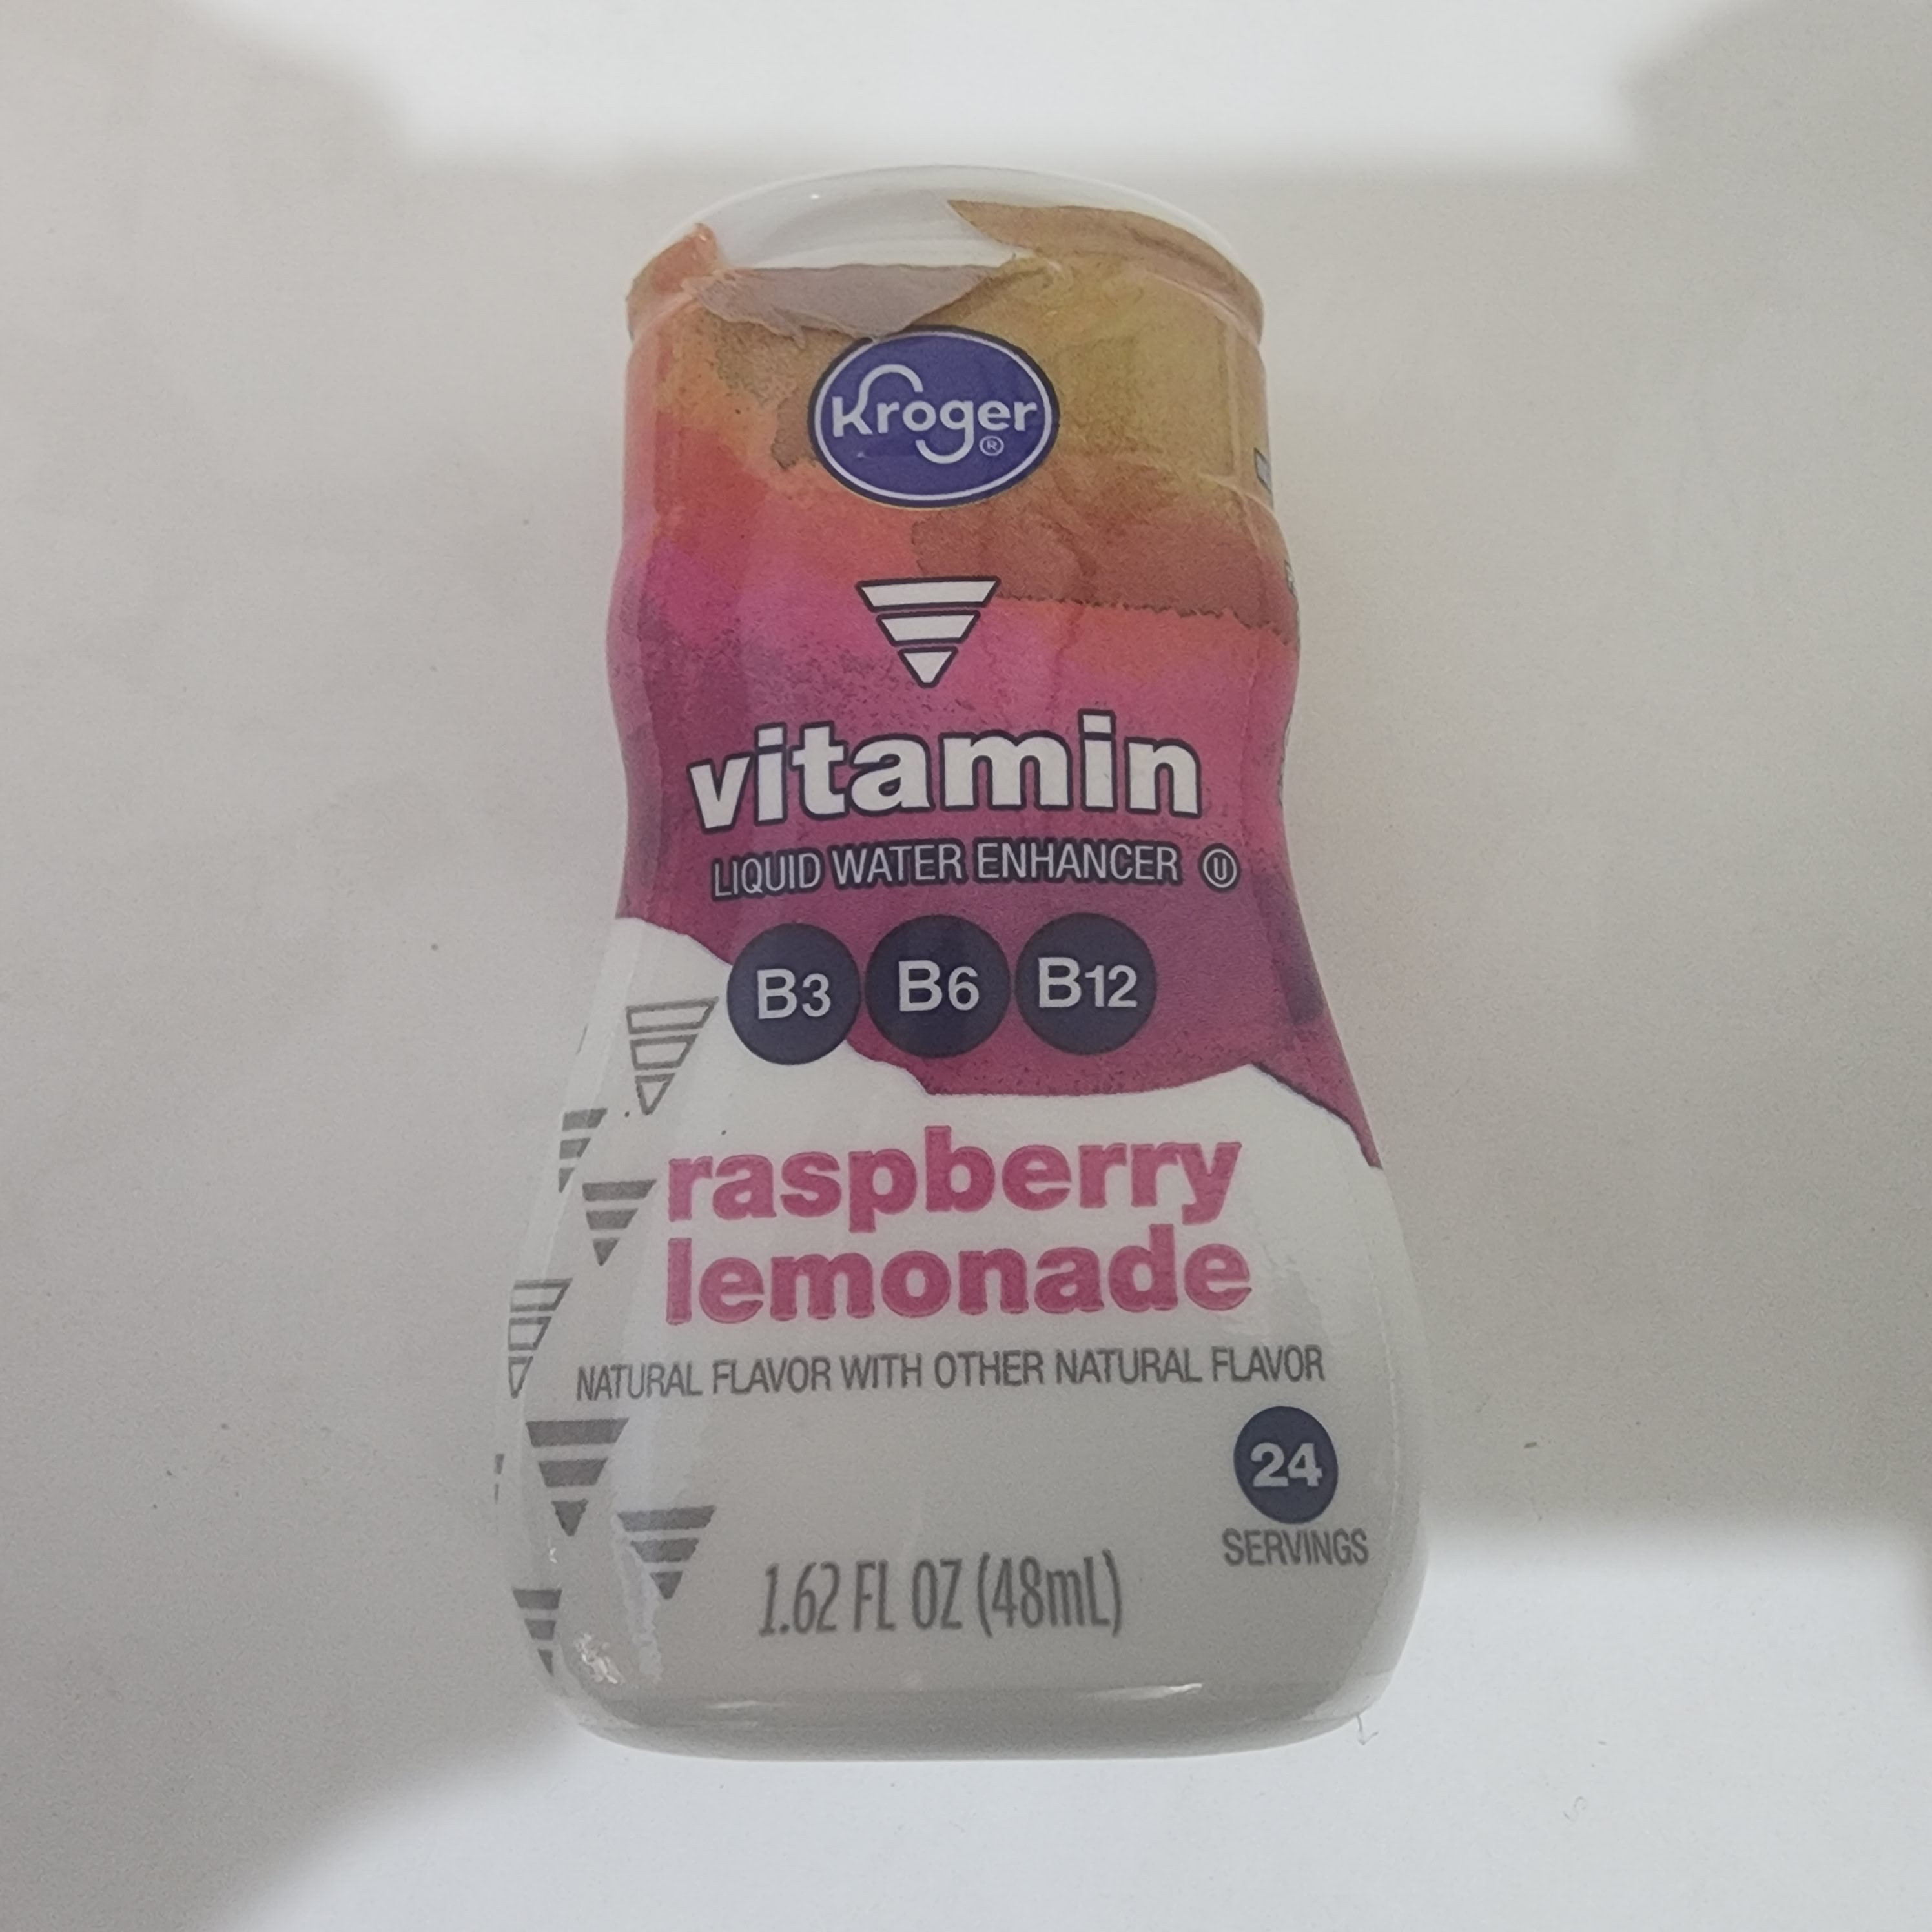 Kroger®
vitamin
LIQUID WATER ENHANCER Ⓤ
B3 B6 B12
raspberry
lemonade
NATURAL FLAVOR WITH OTHER NATURAL FLAVOR
24
SERVINGS
1.62 FL OZ (48mL)